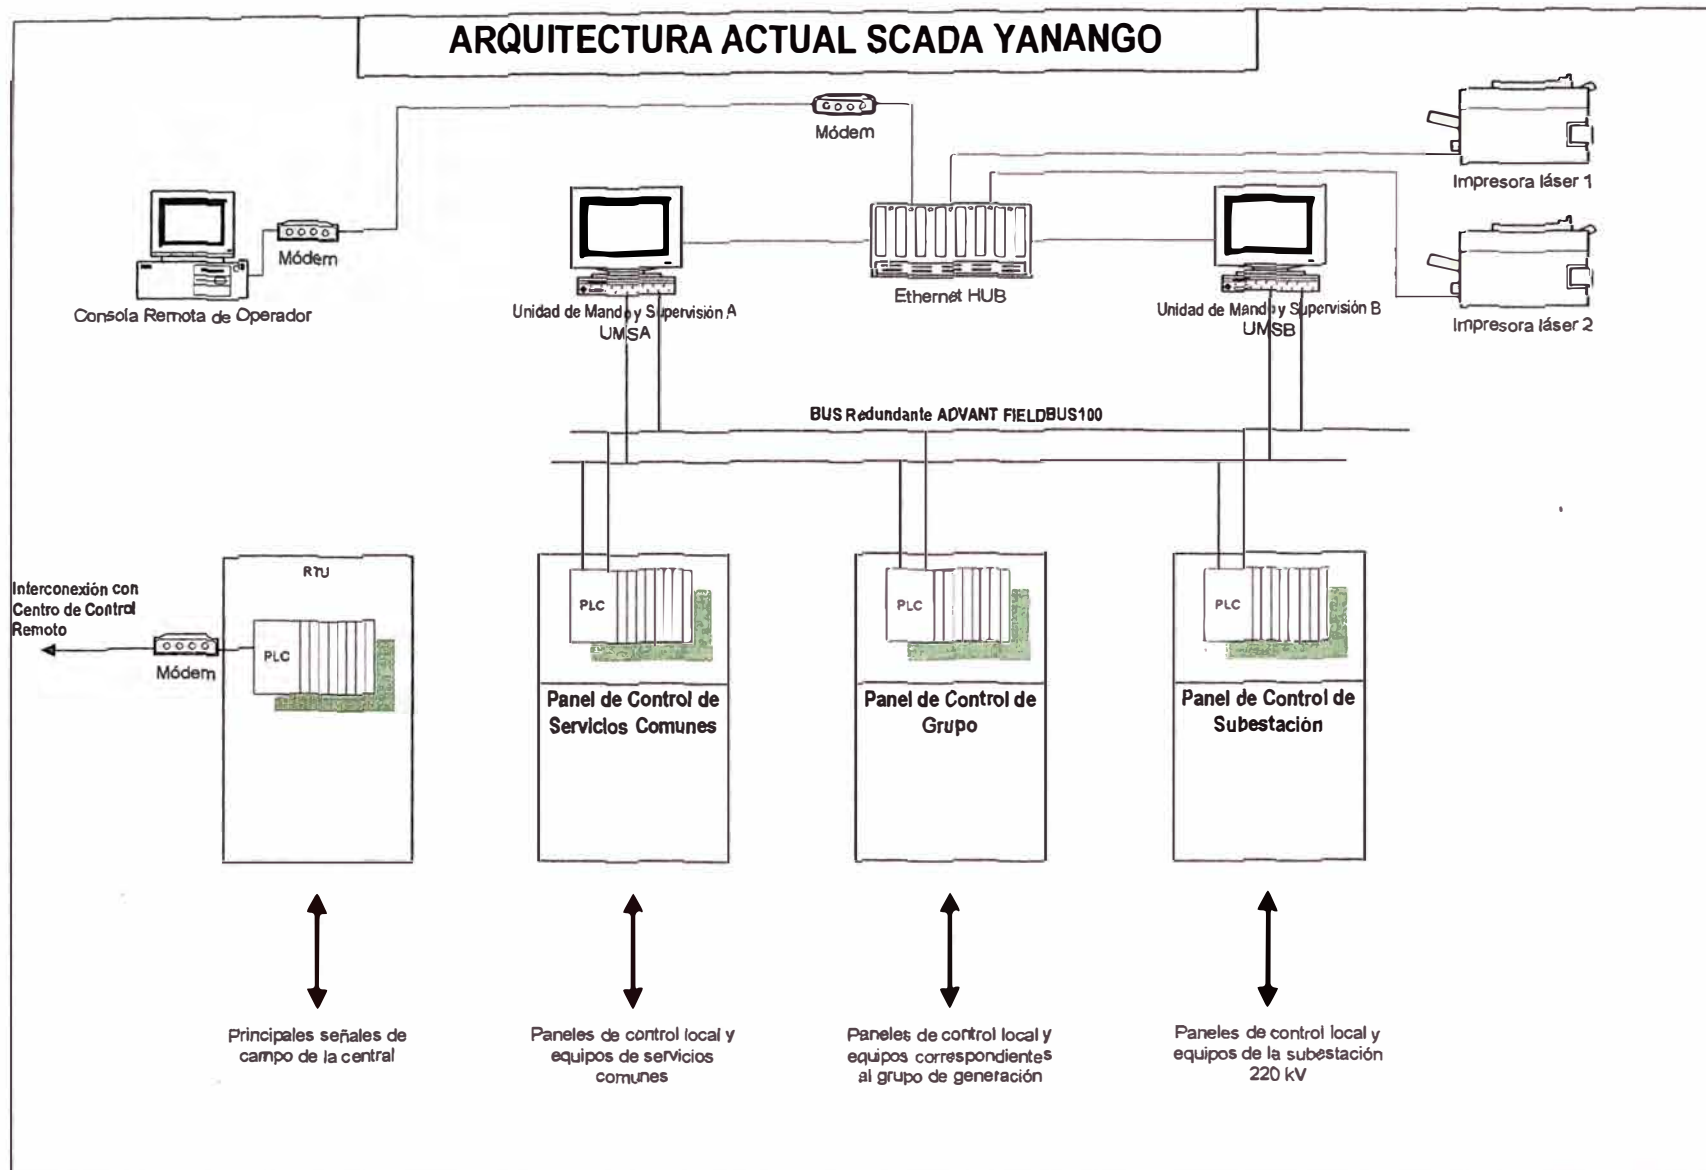 ARQUITECTURA ACTUAL SCADA YANANGO
Módem
Impresora láser 1
Módem
Consola Remota de Operador
Unidad de Mando y Supervisión A
UMSA
Ethernet HUB
Unidad de Mando y Supervisión B
UMSB
Impresora láser 2
BUS Redundante ADVANT FIELDBUS100
Interconexión con
Centro de Control
Remoto
Módem
RTU
PLC
PLC
Panel de Control de
Servicios Comunes
PLC
Panel de Control de
Grupo
PLC
Panel de Control de
Subestación
Principales señales de
campo de la central
Paneles de control local y
equipos de servicios
comunes
Paneles de control local y
equipos correspondientes
al grupo de generación
Paneles de control local y
equipos de la subestación
220 kV